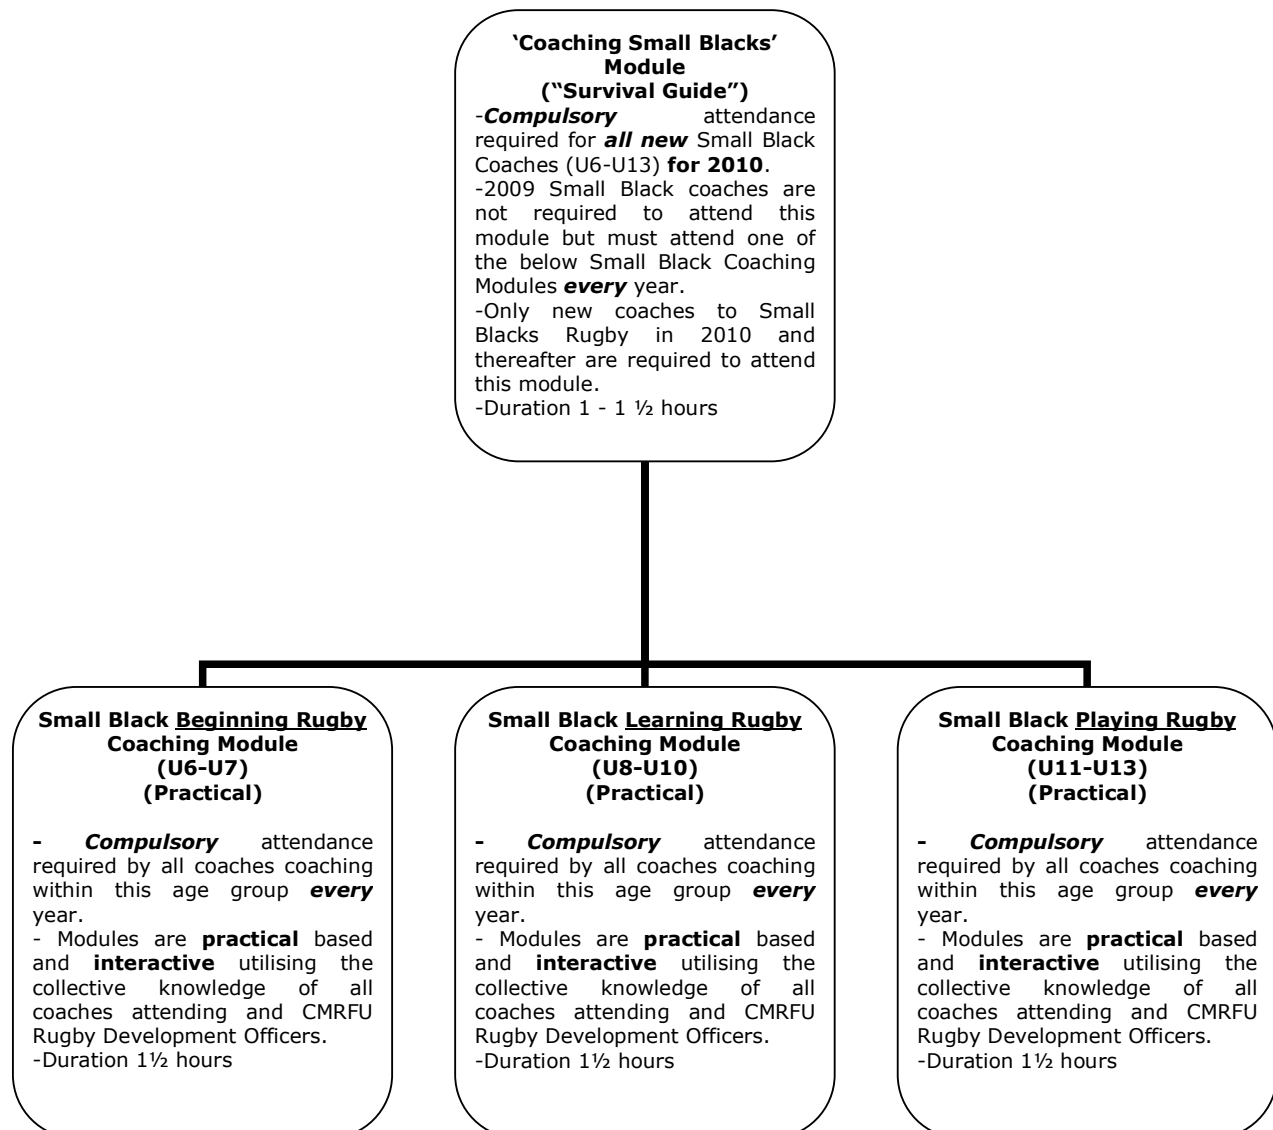 ‘Coaching Small Blacks’
Module
(“Survival Guide”)
-Compulsory attendance
required for all new Small Black
Coaches (U6-U13) for 2010.
-2009 Small Black coaches are
not required to attend this
module but must attend one of
the below Small Black Coaching
Modules every year.
-Only new coaches to Small
Blacks Rugby in 2010 and
thereafter are required to attend
this module.
-Duration 1 - 1 ½ hours
Small Black Beginning Rugby
Coaching Module
(U6-U7)
(Practical)
- Compulsory attendance
required by all coaches coaching
within this age group every
year.
- Modules are practical based
and interactive utilising the
collective knowledge of all
coaches attending and CMRFU
Rugby Development Officers.
-Duration 1½ hours
Small Black Learning Rugby
Coaching Module
(U8-U10)
(Practical)
- Compulsory attendance
required by all coaches coaching
within this age group every
year.
- Modules are practical based
and interactive utilising the
collective knowledge of all
coaches attending and CMRFU
Rugby Development Officers.
-Duration 1½ hours
Small Black Playing Rugby
Coaching Module
(U11-U13)
(Practical)
- Compulsory attendance
required by all coaches coaching
within this age group every
year.
- Modules are practical based
and interactive utilising the
collective knowledge of all
coaches attending and CMRFU
Rugby Development Officers.
-Duration 1½ hours